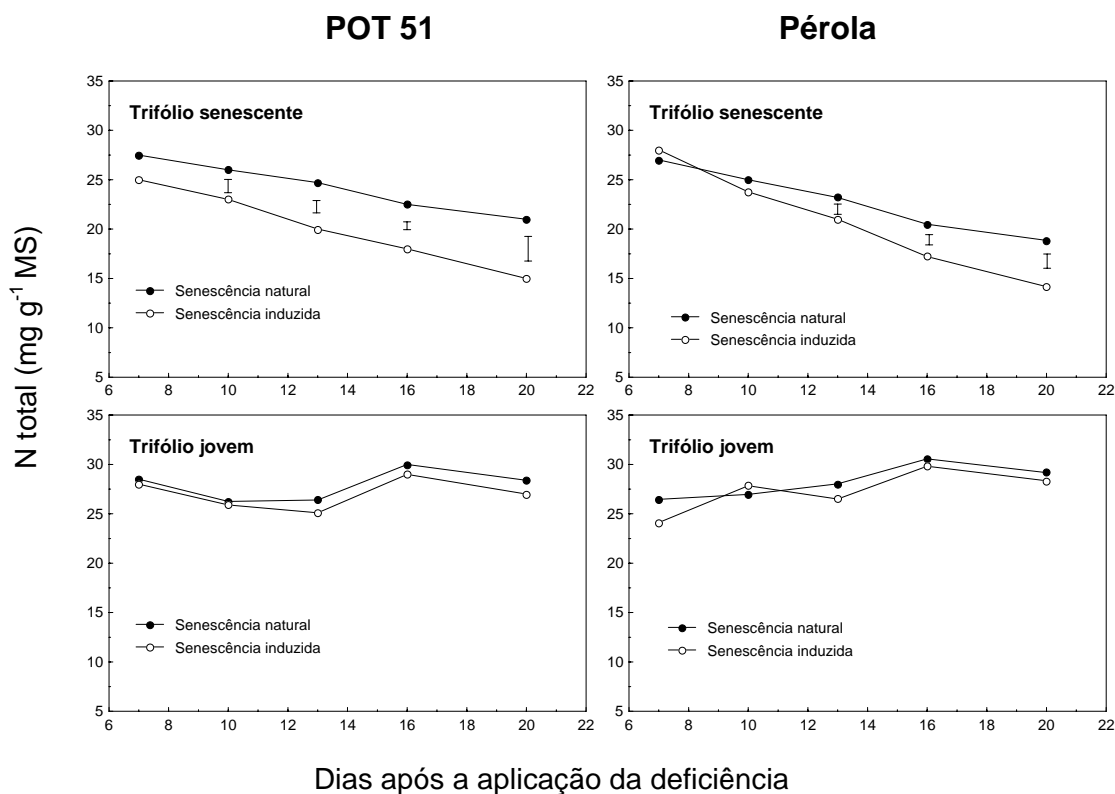 POT 51
Pérola
N total (mg g-1 MS)
35
30
25
20
15
10
5
Trifólio senescente
Senescência natural
Senescência induzida
6 8 10 12 14 16 18 20 22
35
30
25
20
15
10
5
Trifólio senescente
Senescência natural
Senescência induzida
6 8 10 12 14 16 18 20 22
35
30
25
20
15
10
5
Trifólio jovem
Senescência natural
Senescência induzida
6 8 10 12 14 16 18 20 22
35
30
25
20
15
10
5
Trifólio jovem
Senescência natural
Senescência induzida
6 8 10 12 14 16 18 20 22
Dias após a aplicação da deficiência